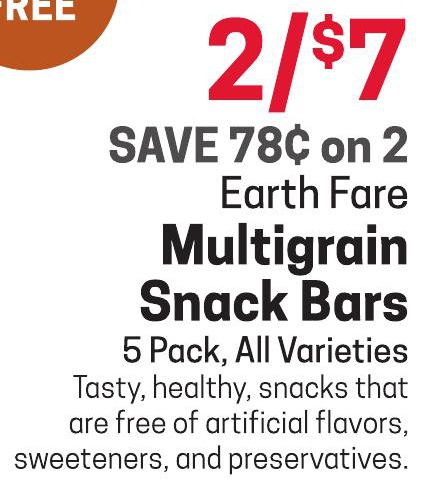 FREE
2/$7
SAVE 78¢ on 2
Earth Fare
Multigrain
Snack Bars
5 Pack, All Varieties
Tasty, healthy, snacks that
are free of artificial flavors,
sweeteners, and preservatives.